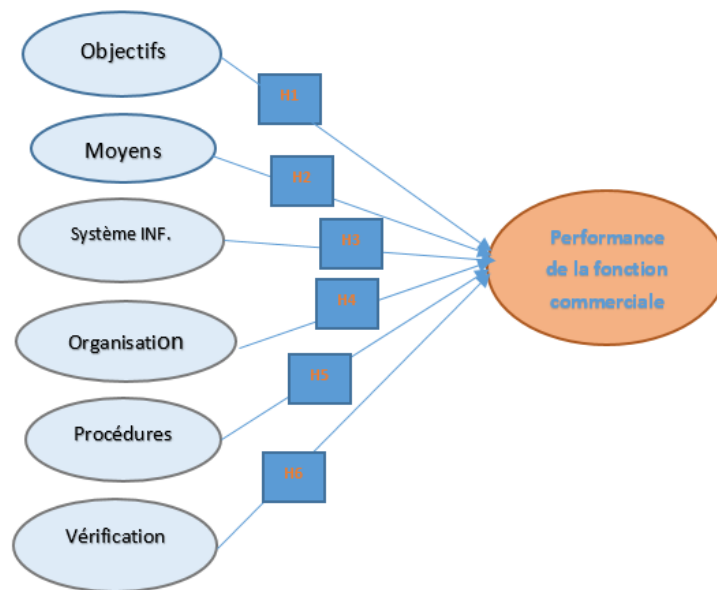 Objectifs
H1
Moyens
H2
Système INF.
H3
Organisation
H4
Procédures
H5
Vérification
H6
Performance
de la fonction
commerciale